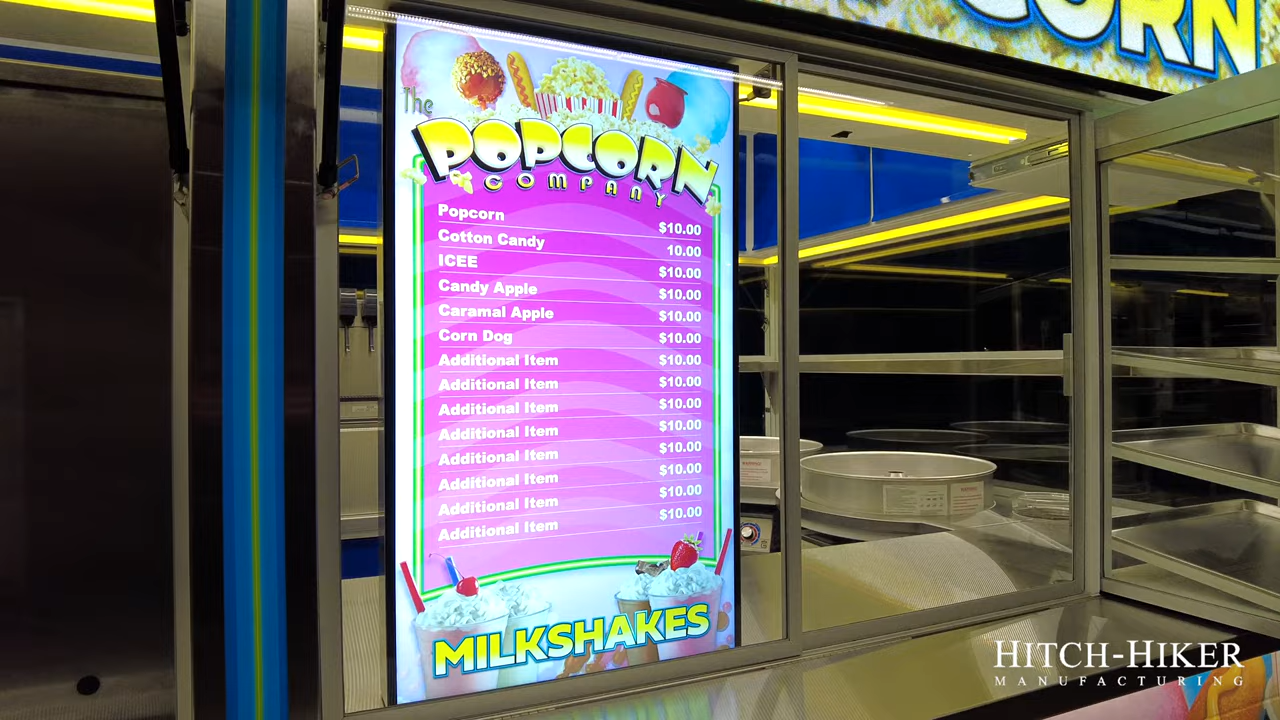 CORN
The
POPCORN
COMPANY
Popcorn $10.00
Cotton Candy 10.00
ICEE $10.00
Candy Apple $10.00
Caramal Apple $10.00
Corn Dog $10.00
Additional Item $10.00
Additional Item $10.00
Additional Item $10.00
Additional Item $10.00
Additional Item $10.00
Additional Item $10.00
Additional Item $10.00
Additional Item $10.00
MILKSHAKES
HITCH-HIKER
MANUFACTURING